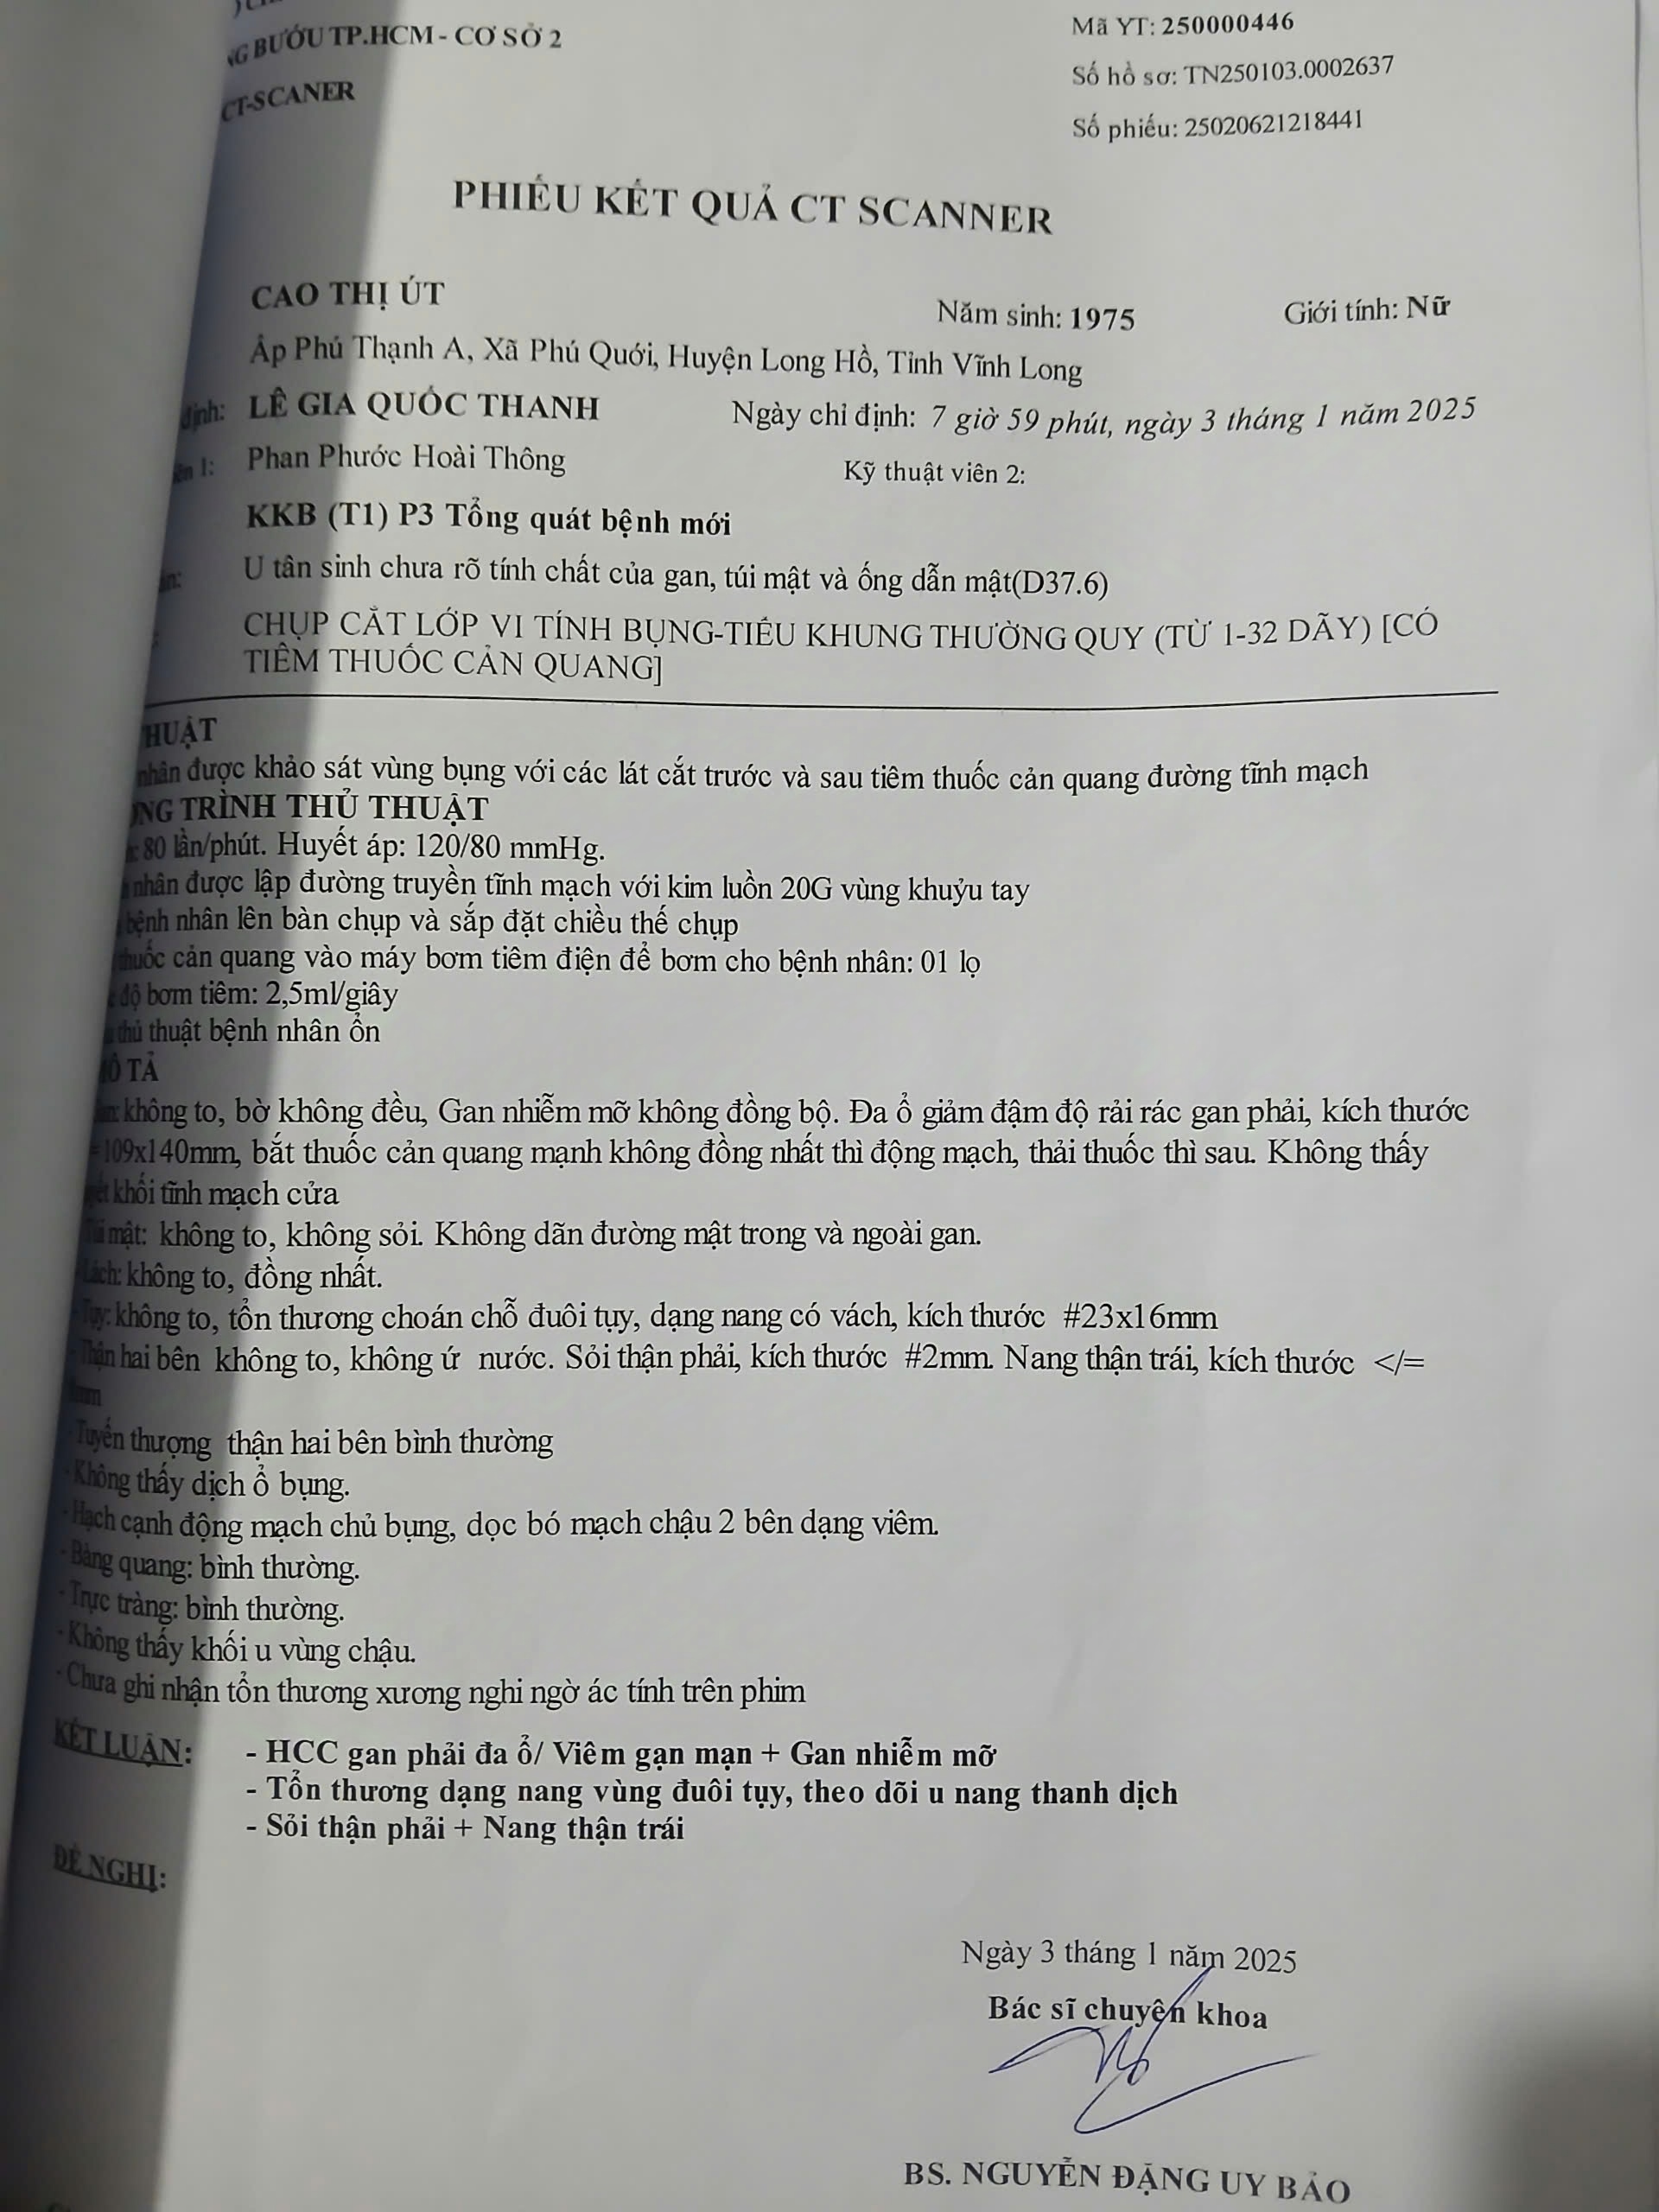 BƯỚU TP.HCM - CƠ SỞ 2
CT-SCANER
Mã YT: 250000446
Số hồ sơ: TN250103.0002637
Số phiếu: 25020621218441
PHIẾU KẾT QUẢ CT SCANNER
CAO THỊ ÚT Năm sinh: 1975 Giới tính: Nữ
Ấp Phú Thạnh A, Xã Phú Quới, Huyện Long Hồ, Tỉnh Vĩnh Long
định: LÊ GIA QUỐC THANH Ngày chỉ định: 7 giờ 59 phút, ngày 3 tháng 1 năm 2025
1: Phan Phước Hoài Thông Kỹ thuật viên 2:
KKB (T1) P3 Tổng quát bệnh mới
U tân sinh chưa rõ tính chất của gan, túi mật và ống dẫn mật(D37.6)
CHỤP CẮT LỚP VI TÍNH BỤNG-TIỂU KHUNG THƯỜNG QUY (TỪ 1-32 DÃY) [CÓ
TIÊM THUỐC CẢN QUANG]
THUẬT
nhân được khảo sát vùng bụng với các lát cắt trước và sau tiêm thuốc cản quang đường tĩnh mạch
TRÌNH THỦ THUẬT
80 lần/phút. Huyết áp: 120/80 mmHg.
nhân được lập đường truyền tĩnh mạch với kim luồn 20G vùng khuỷu tay
bệnh nhân lên bàn chụp và sắp đặt chiều thế chụp
thuốc cản quang vào máy bơm tiêm điện để bơm cho bệnh nhân: 01 lọ
độ bơm tiêm: 2,5ml/giây
thủ thuật bệnh nhân ổn
MÔ TẢ
không to, bờ không đều, Gan nhiễm mỡ không đồng bộ. Đa ổ giảm đậm độ rải rác gan phải, kích thước
109x140mm, bắt thuốc cản quang mạnh không đồng nhất thì động mạch, thải thuốc thì sau. Không thấy
khối tĩnh mạch cửa
Túi mật: không to, không sỏi. Không dãn đường mật trong và ngoài gan.
Lách: không to, đồng nhất.
- Tụy: không to, tổn thương choán chỗ đuôi tụy, dạng nang có vách, kích thước #23x16mm
- Thận hai bên không to, không ứ nước. Sỏi thận phải, kích thước #2mm. Nang thận trái, kích thước </=
mm
- Tuyến thượng thận hai bên bình thường
- Không thấy dịch ổ bụng.
- Hạch cạnh động mạch chủ bụng, dọc bó mạch chậu 2 bên dạng viêm.
- Bàng quang: bình thường.
- Trực tràng: bình thường.
- Không thấy khối u vùng chậu.
- Chưa ghi nhận tổn thương xương nghi ngờ ác tính trên phim
KẾT LUẬN: - HCC gan phải đa ổ/ Viêm gạn mạn + Gan nhiễm mỡ
- Tổn thương dạng nang vùng đuôi tụy, theo dõi u nang thanh dịch
- Sỏi thận phải + Nang thận trái
ĐỀ NGHỊ:
Ngày 3 tháng 1 năm 2025
Bác sĩ chuyên khoa
BS. NGUYỄN ĐẶNG UY BẢO